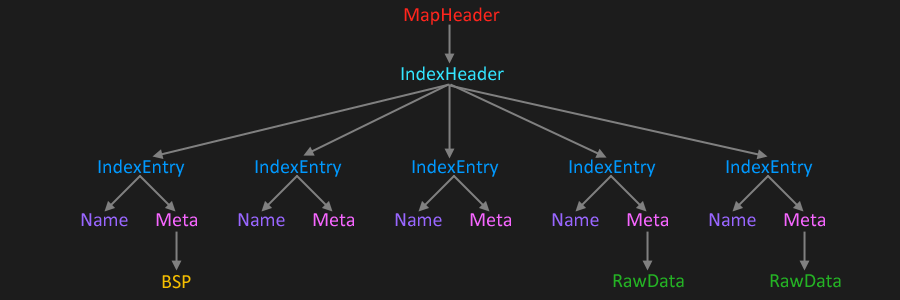 MapHeader
IndexHeader
IndexEntry IndexEntry IndexEntry IndexEntry IndexEntry
Name Meta Name Meta Name Meta Name Meta Name Meta
BSP RawData RawData